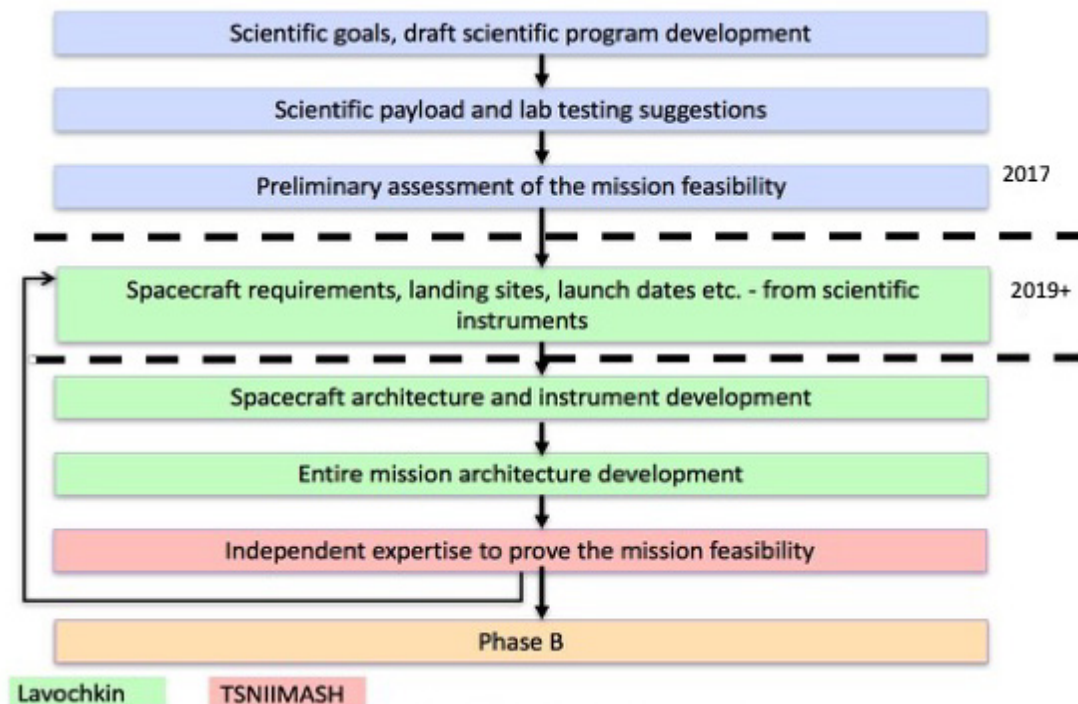 Scientific goals, draft scientific program development
Scientific payload and lab testing suggestions
Preliminary assessment of the mission feasibility
2017
Spacecraft requirements, landing sites, launch dates etc. - from scientific
instruments
2019+
Spacecraft architecture and instrument development
Entire mission architecture development
Independent expertise to prove the mission feasibility
Phase B
Lavochkin
TSNIIMASH